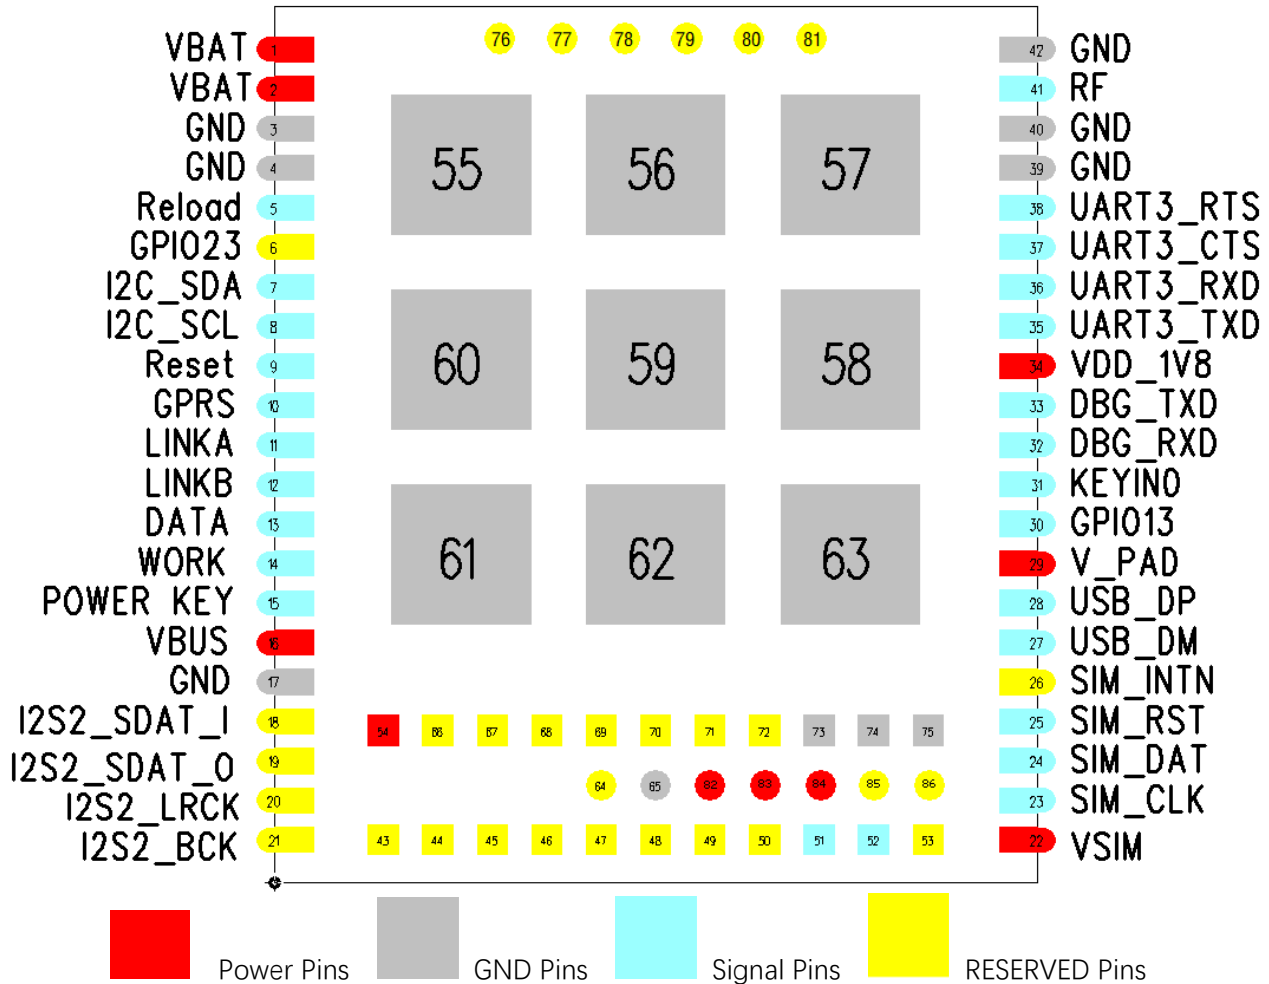 76 77 78 79 80 81
VBAT 1
VBAT 2
GND 3
GND 4
Reload 5
GPIO23 6
I2C_SDA 7
I2C_SCL 8
Reset 9
GPRS 10
LINKA 11
LINKB 12
DATA 13
WORK 14
POWER KEY 15
VBUS 16
GND 17
I2S2_SDAT_I 18
I2S2_SDAT_O 19
I2S2_LRCK 20
I2S2_BCK 21
55 56 57
60 59 58
61 62 63
54 66 67 68 69 70 71 72 73 74 75
64 65 82 83 84 85 86
43 44 45 46 47 48 49 50 51 52 53
42 GND
41 RF
40 GND
39 GND
38 UART3_RTS
37 UART3_CTS
36 UART3_RXD
35 UART3_TXD
34 VDD_1V8
33 DBG_TXD
32 DBG_RXD
31 KEYIN0
30 GPIO13
29 V_PAD
28 USB_DP
27 USB_DM
26 SIM_INTN
25 SIM_RST
24 SIM_DAT
23 SIM_CLK
22 VSIM
Power Pins GND Pins Signal Pins RESERVED Pins